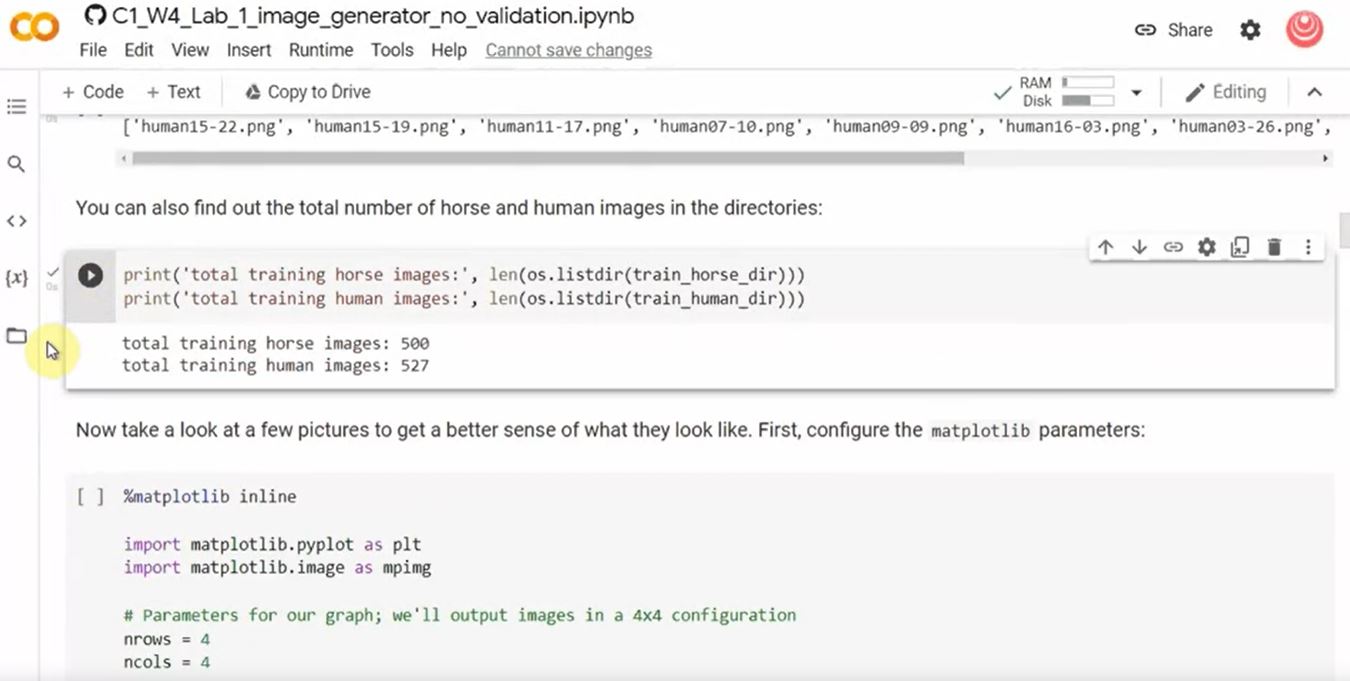 C1_W4_Lab_1_image_generator_no_validation.ipynb
Share
File Edit View Insert Runtime Tools Help Cannot save changes
+ Code + Text Copy to Drive
RAM
Disk
Editing
['human15-22.png', 'human15-19.png', 'human11-17.png', 'human07-10.png', 'human09-09.png', 'human16-03.png', 'human03-26.png',
You can also find out the total number of horse and human images in the directories:
{x}
0s
print('total training horse images:', len(os.listdir(train_horse_dir)))
print('total training human images:', len(os.listdir(train_human_dir)))
total training horse images: 500
total training human images: 527
Now take a look at a few pictures to get a better sense of what they look like. First, configure the matplotlib parameters:
[ ] %matplotlib inline
import matplotlib.pyplot as plt
import matplotlib.image as mpimg
# Parameters for our graph; we'll output images in a 4x4 configuration
nrows = 4
ncols = 4